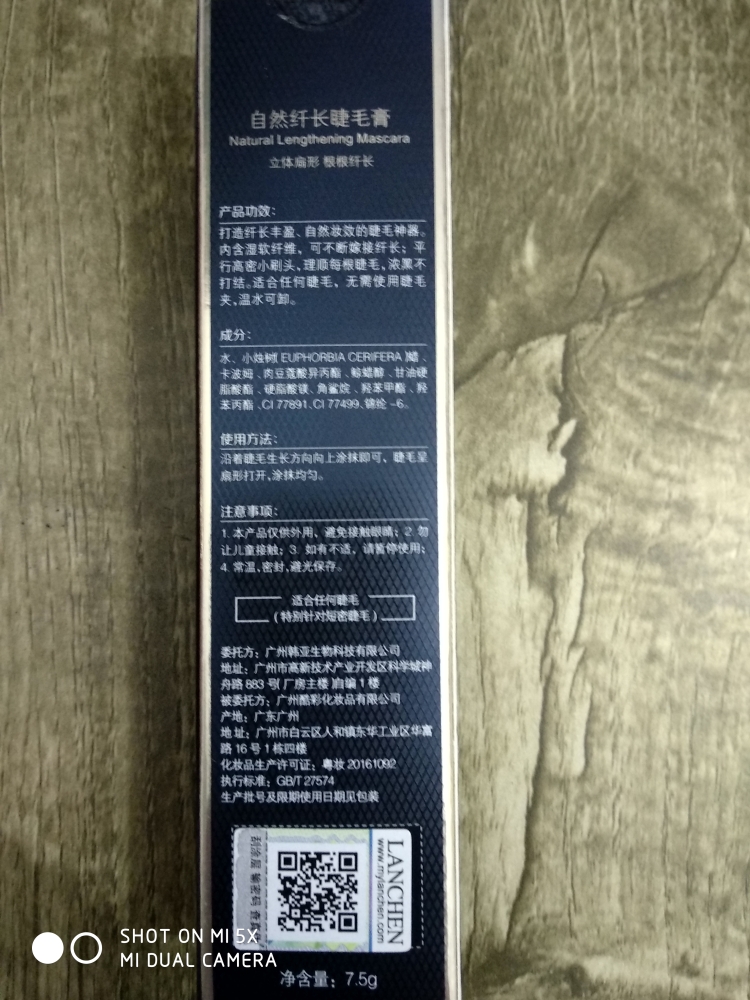 自然纤长睫毛膏
Natural Lengthening Mascara
立体扇形 根根纤长
产品功效：
打造纤长丰盈、自然妆效的睫毛神器。
内含湿软纤维，可不断嫁接纤长；平
行高密小刷头，理顺每根睫毛，浓黑不
打结。适合任何睫毛，无需使用睫毛
夹，温水可卸。
成分：
水、小烛树( EUPHORBIA CERIFERA )蜡 、
卡波姆 、肉豆蔻酸异丙酯 、鲸蜡醇 、甘油硬
脂酸酯 、硬脂酸镁、角鲨烷 、羟苯甲酯 、羟
苯丙酯 、CI 77891、CI 77499、锦纶 -6。
使用方法：
沿着睫毛生长方向向上涂抹即可，睫毛呈
扇形打开，涂抹均匀。
注意事项：
1. 本产品仅供外用，避免接触眼睛；2. 勿
让儿童接触；3. 如有不适，请暂停使用；
4. 常温，密封，避光保存。
适合任何睫毛
( 特别针对短密睫毛 )
委托方：广州韩亚生物科技有限公司
地址：广州市高新技术产业开发区科学城神
舟路 883 号( 厂房主楼 )自编 1 楼
被委托方：广州酷彩化妆品有限公司
产地：广东广州
地址：广州市白云区人和镇东华工业区华富
路 16 号 1 栋四楼
化妆品生产许可证：粤妆 20161092
执行标准：GB/T 27574
生产批号及限期使用日期见包装
LANCHEN
www.mylanchen.com
刮涂层 输密码 查
净含量：7.5g
SHOT ON MI 5X
MI DUAL CAMERA